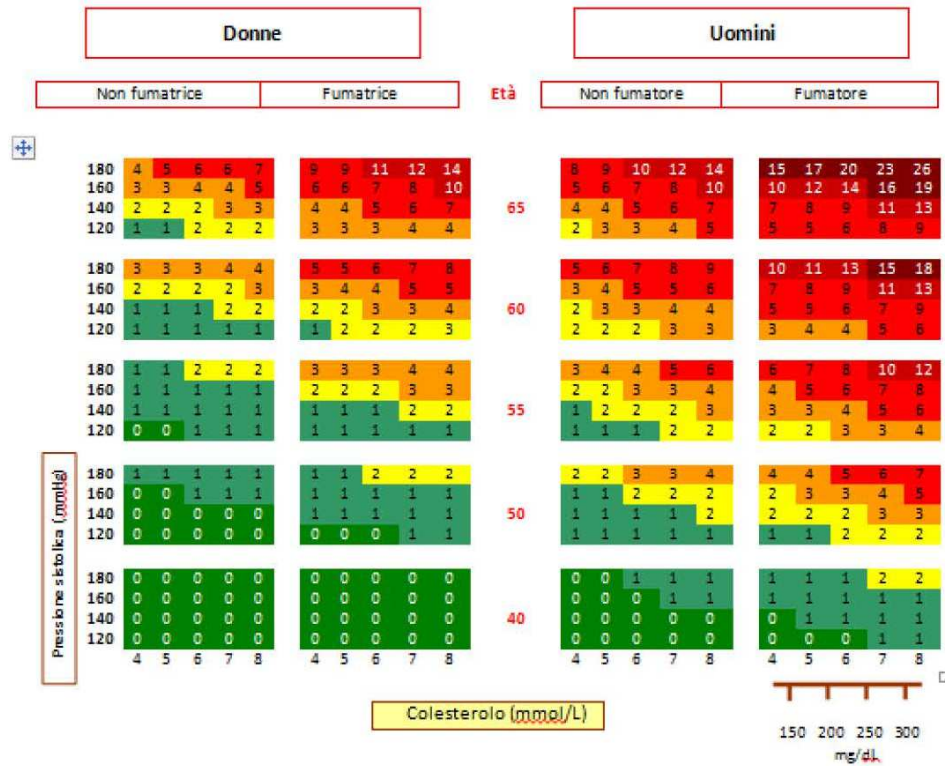 Donne Uomini
Non fumatrice Fumatrice Età Non fumatore Fumatore
180 4 5 6 6 7 9 9 11 12 14 8 9 10 12 14 15 17 20 23 26
160 3 3 4 4 5 6 6 7 8 10 5 6 7 8 10 10 12 14 16 19
140 2 2 2 3 3 4 4 5 6 7 65 4 4 5 6 7 7 8 9 11 13
120 1 1 2 2 2 3 3 3 4 4 2 3 3 4 5 5 5 6 8 9
180 3 3 3 4 4 5 5 6 7 8 5 6 7 8 9 10 11 13 15 18
160 2 2 2 2 3 3 4 4 5 5 3 4 5 5 6 7 8 9 11 13
140 1 1 1 2 2 2 2 3 3 4 60 2 3 3 4 4 5 5 6 7 9
120 1 1 1 1 1 1 2 2 2 3 2 2 2 3 3 3 4 4 5 6
180 1 1 2 2 2 3 3 3 4 4 3 4 4 5 6 6 7 8 10 12
160 1 1 1 1 1 2 2 2 3 3 2 2 3 3 4 4 5 6 7 8
140 1 1 1 1 1 1 1 1 2 2 55 1 2 2 2 3 3 3 4 5 6
120 0 0 1 1 1 1 1 1 1 1 1 1 1 2 2 2 2 3 3 4
180 1 1 1 1 1 1 1 2 2 2 2 2 3 3 4 4 4 5 6 7
160 0 0 1 1 1 1 1 1 1 1 1 1 2 2 2 2 3 3 4 5
140 0 0 0 0 0 1 1 1 1 1 50 1 1 1 1 2 2 2 2 3 3
120 0 0 0 0 0 0 0 0 1 1 1 1 1 1 1 1 1 2 2 2
180 0 0 0 0 0 0 0 0 0 0 0 0 1 1 1 1 1 1 2 2
160 0 0 0 0 0 0 0 0 0 0 0 0 0 1 1 1 1 1 1 1
140 0 0 0 0 0 0 0 0 0 0 40 0 0 0 0 0 0 1 1 1 1
120 0 0 0 0 0 0 0 0 0 0 0 0 0 0 0 0 0 0 1 1
4 5 6 7 8 4 5 6 7 8 4 5 6 7 8 4 5 6 7 8
Pressione sistolica (mmHg)
Colesterolo (mmol/L)
150 200 250 300
mg/dL